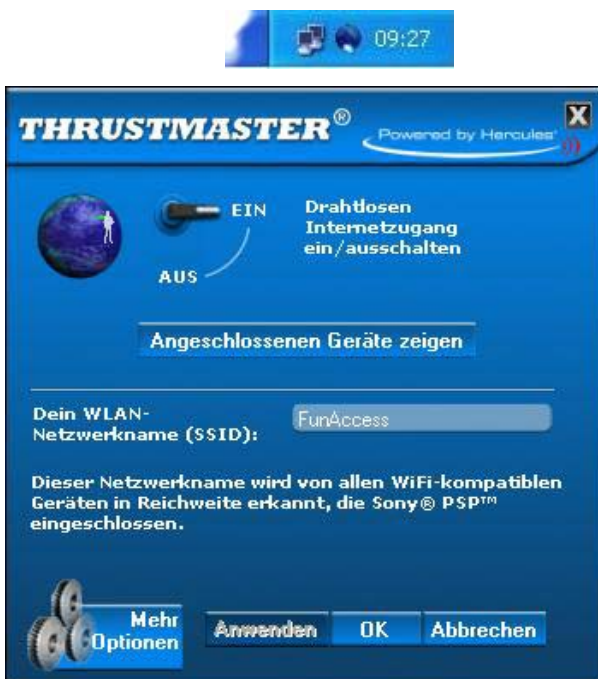 09:27
THRUSTMASTER®
Powered by Hercules
EIN
Drahtlosen
Internetzugang
ein/ausschalten
AUS
Angeschlossenen Geräte zeigen
Dein WLAN-
Netzwerkname (SSID):
FunAccess
Dieser Netzwerkname wird von allen WiFi-kompatiblen
Geräten in Reichweite erkannt, die Sony® PSP™
eingeschlossen.
Mehr
Optionen
Anwenden
OK
Abbrechen